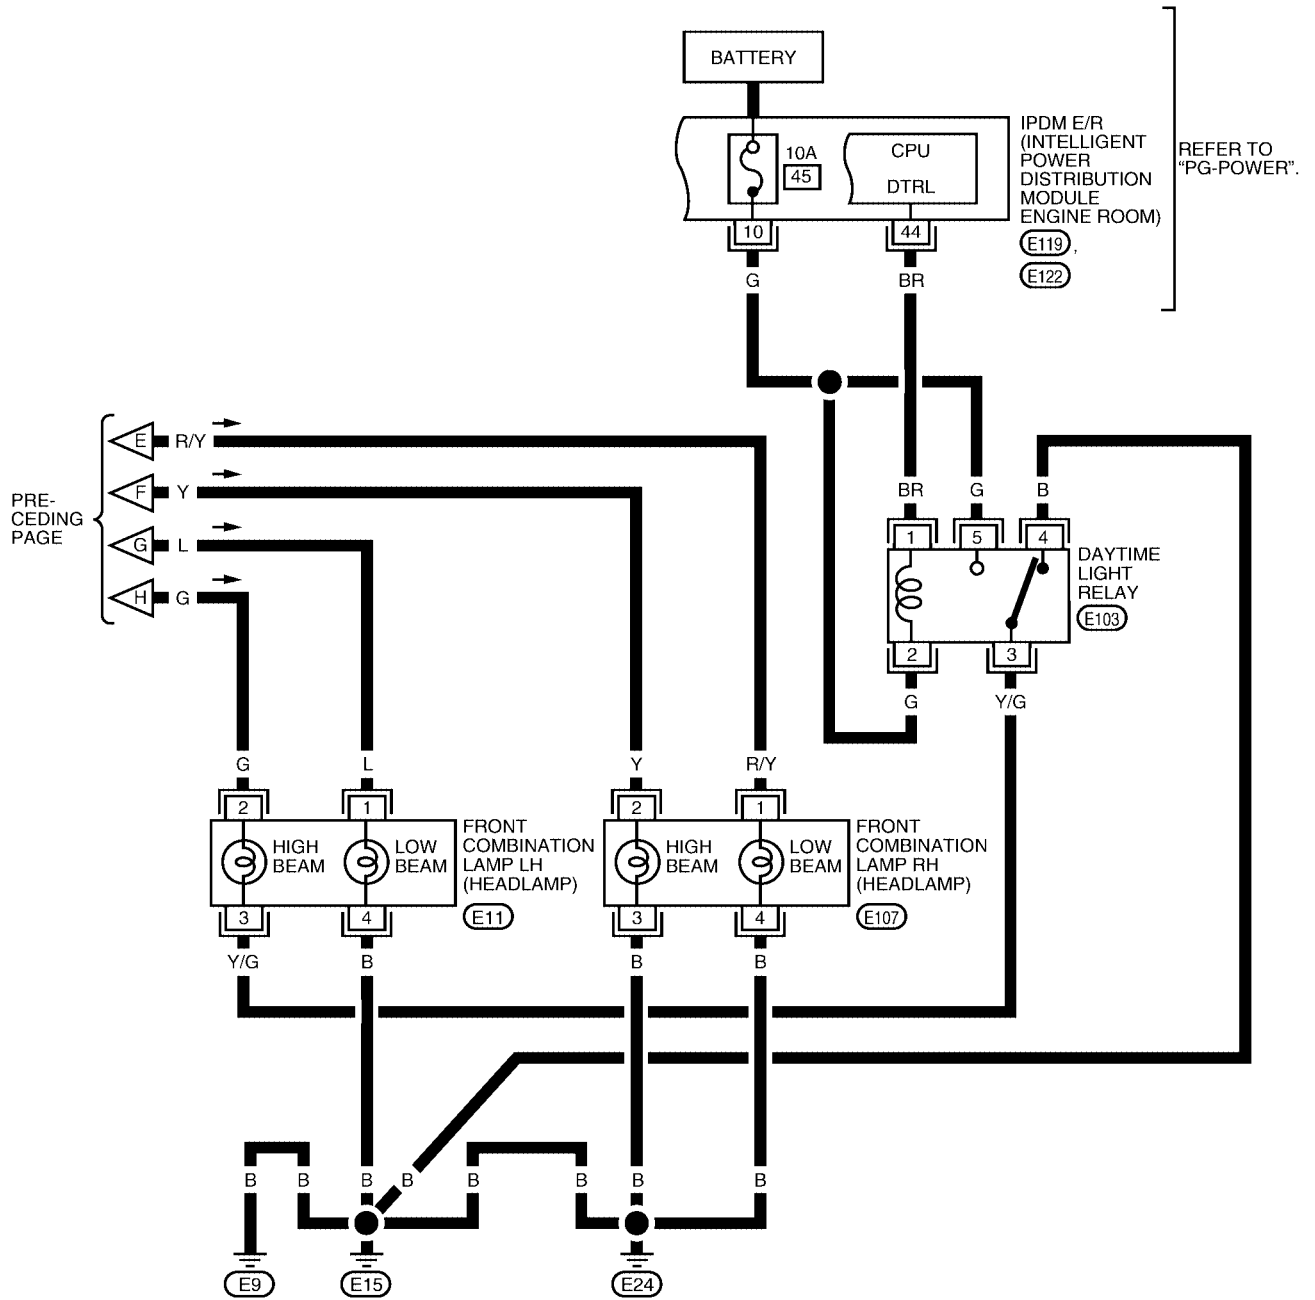 BATTERY
IPDM E/R
(INTELLIGENT
POWER
DISTRIBUTION
MODULE
ENGINE ROOM)
E119 ,
E122
REFER TO
“PG-POWER”.
10A
45
CPU
DTRL
10
44
G
BR
PRE-
CEDING
PAGE
E R/Y
F Y
G L
H G
BR G B
1 5 4
DAYTIME
LIGHT
RELAY
E103
2 3
G Y/G
G L Y R/Y
2 1 2 1
HIGH
BEAM
LOW
BEAM
FRONT
COMBINATION
LAMP LH
(HEADLAMP)
E11
HIGH
BEAM
LOW
BEAM
FRONT
COMBINATION
LAMP RH
(HEADLAMP)
E107
3 4 3 4
Y/G B B B
B B B B B B B B
E9 E15 E24